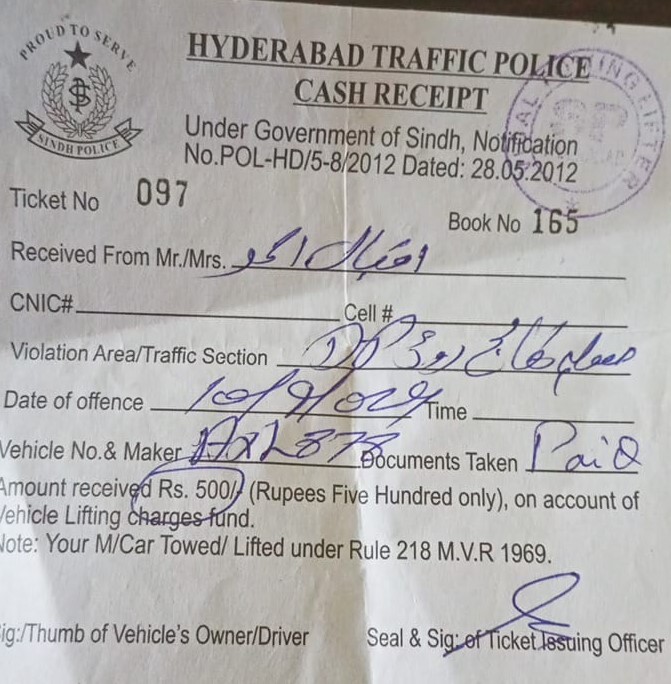 PROUD TO SERVE
SINDH POLICE
HYDERABAD TRAFFIC POLICE
CASH RECEIPT
Under Government of Sindh, Notification
No.POL-HD/5-8/2012 Dated: 28.05.2012
Ticket No 097
Book No 165
Received From Mr./Mrs. اقبال
CNIC# Cell #
Violation Area/Traffic Section
Date of offence Time
Vehicle No.& Maker Documents Taken Paid
Amount received Rs. 500/- (Rupees Five Hundred only), on account of
Vehicle Lifting charges fund.
Note: Your M/Car Towed/ Lifted under Rule 218 M.V.R 1969.
Sig:/Thumb of Vehicle's Owner/Driver Seal & Sig: of Ticket Issuing Officer